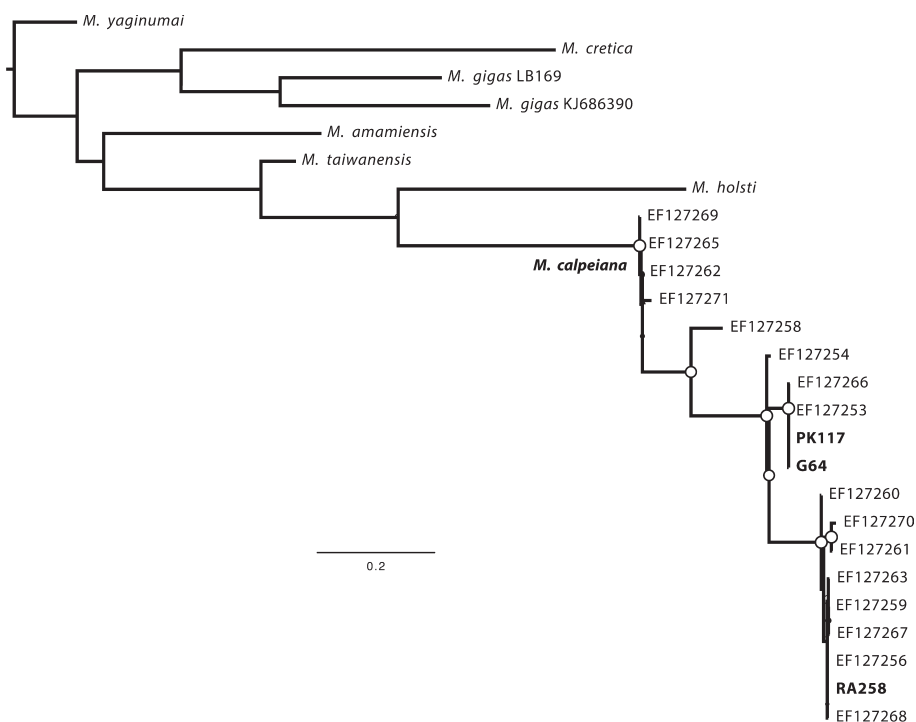 M. yaginumai
M. cretica
M. gigas LB169
M. gigas KJ686390
M. amamiensis
M. taiwanensis
M. holsti
EF127269
EF127265
M. calpeiana
EF127262
EF127271
EF127258
EF127254
EF127266
EF127253
PK117
G64
EF127260
EF127270
EF127261
0.2
EF127263
EF127259
EF127267
EF127256
RA258
EF127268